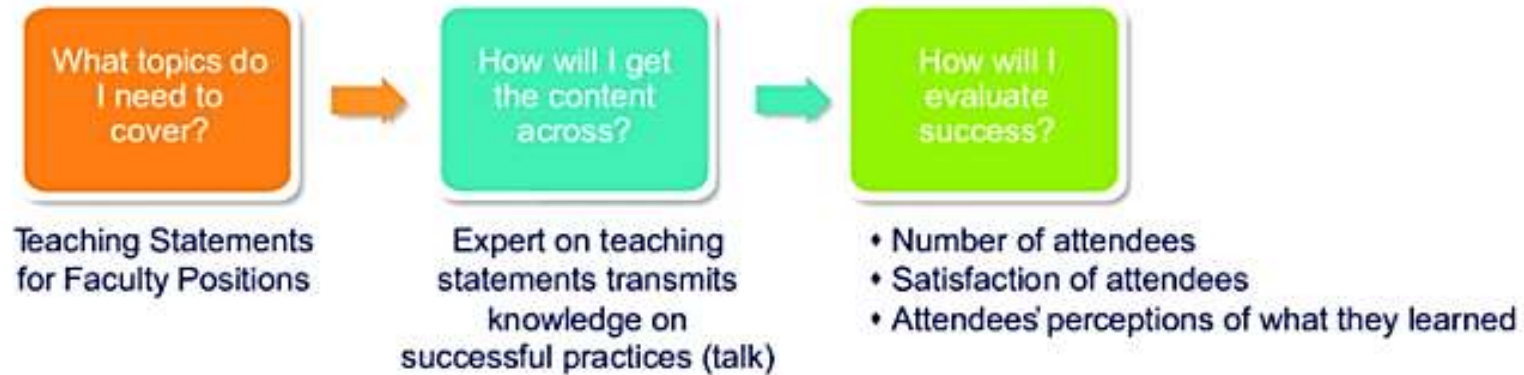 What topics do
I need to
cover?
Teaching Statements
for Faculty Positions
How will I get
the content
across?
Expert on teaching
statements transmits
knowledge on
successful practices (talk)
How will I
evaluate
success?
• Number of attendees
• Satisfaction of attendees
• Attendees' perceptions of what they learned